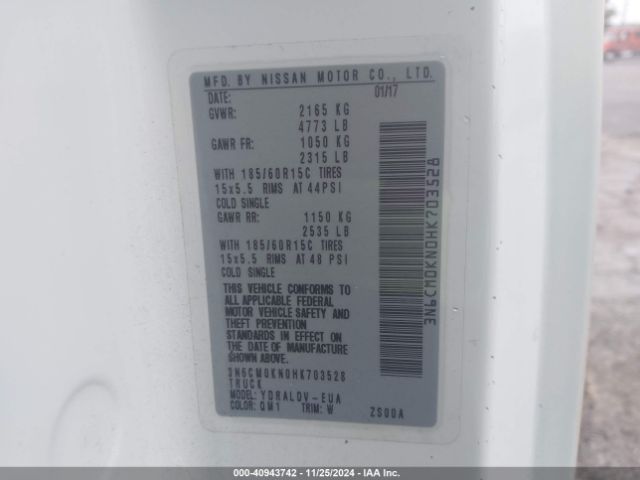 MFD. BY NISSAN MOTOR CO., LTD.
DATE: 01/17
GVWR: 2165 KG
4773 LB
GAWR FR: 1050 KG
2315 LB
WITH 185/60R15C TIRES
15x5.5 RIMS AT 44PSI
COLD SINGLE
GAWR RR: 1150 KG
2535 LB
WITH 185/60R15C TIRES
15x5.5 RIMS AT 48 PSI
COLD SINGLE
THIS VEHICLE CONFORMS TO
ALL APPLICABLE FEDERAL
MOTOR VEHICLE SAFETY AND
THEFT PREVENTION
STANDARDS IN EFFECT ON
THE DATE OF MANUFACTURE
SHOWN ABOVE.
3N6CM0KN0HK703528
TRUCK
MODEL: YDRALDV-EUA
COLOR: QM1 TRIM: W ZS00A
3N6CM0KN0HK703528
000-40943742 - 11/25/2024 - IAA Inc.